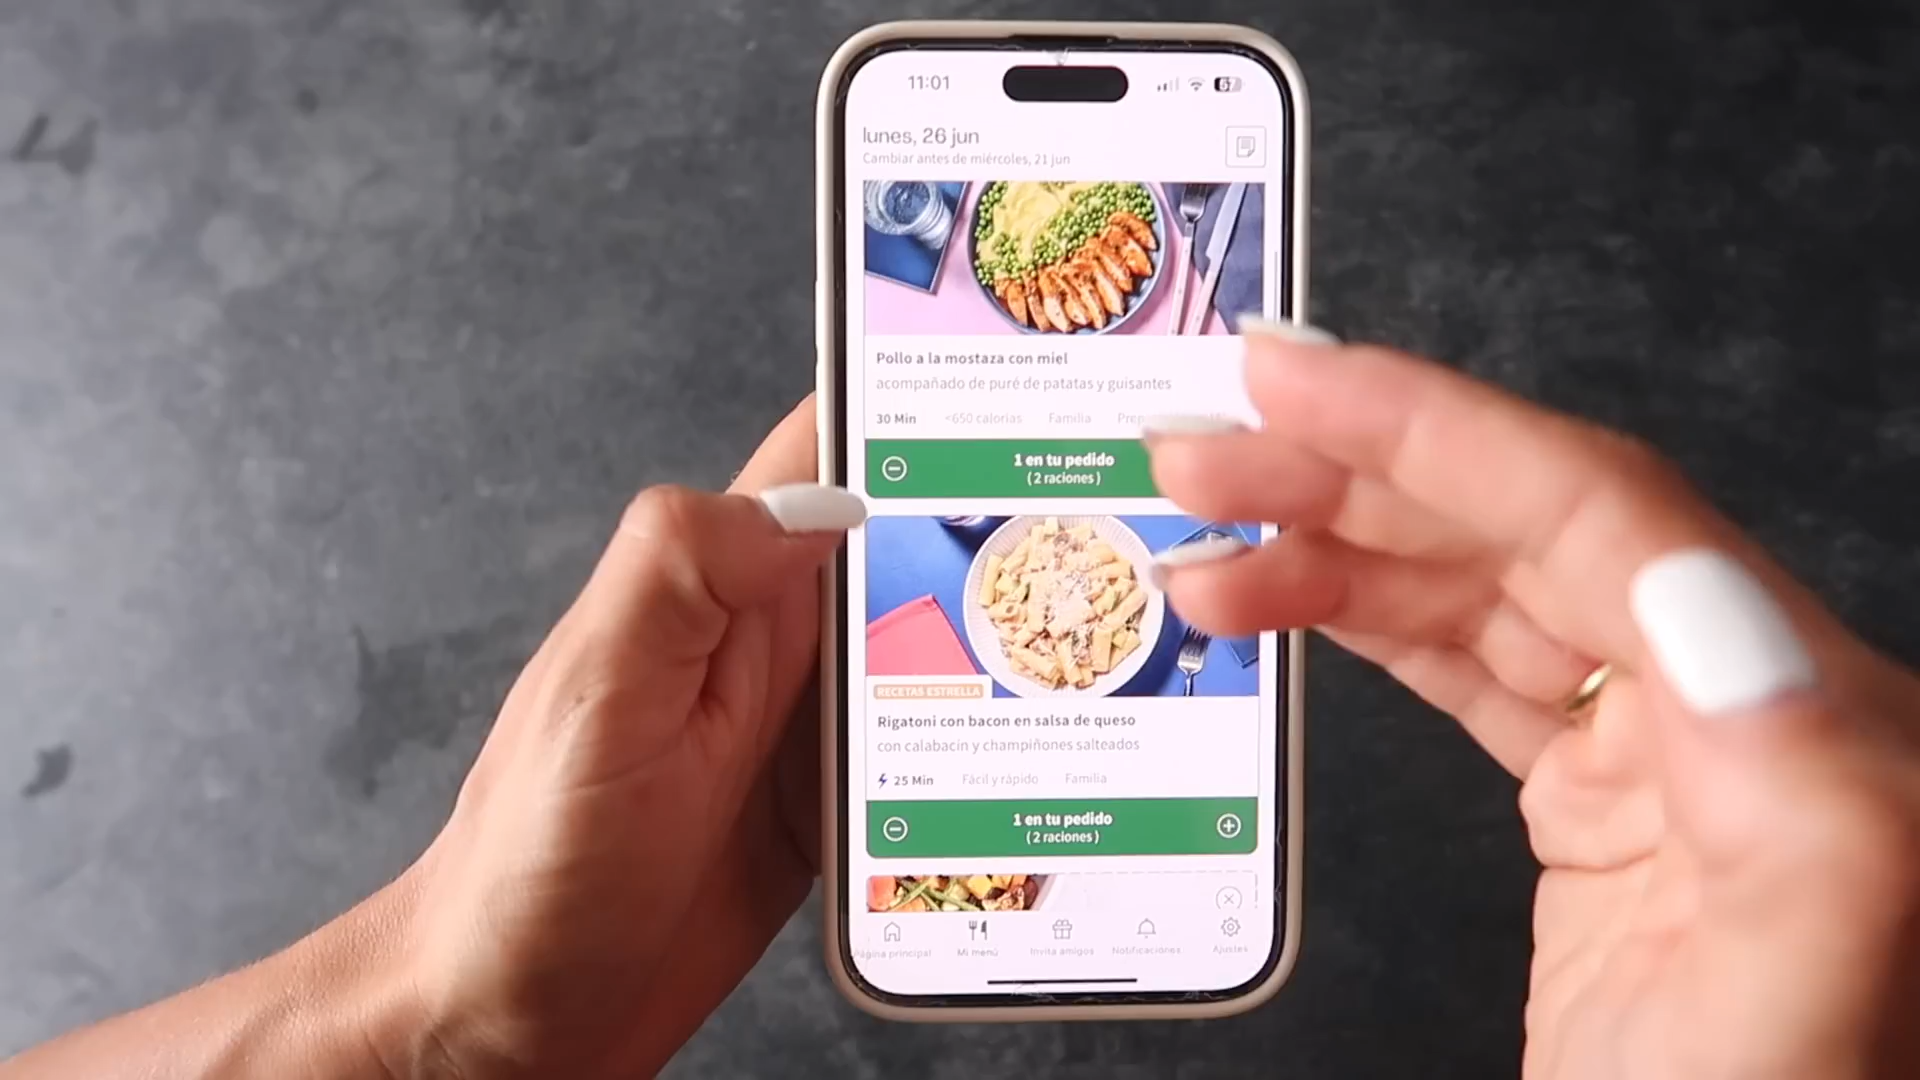 11:01
67
lunes, 26 jun
Cambiar antes de miércoles, 21 jun
Pollo a la mostaza con miel
acompañado de puré de patatas y guisantes
30 Min <650 calorías Familia
1 en tu pedido
(2 raciones)
RECETAS ESTRELLA
Rigatoni con bacon en salsa de queso
con calabacín y champiñones salteados
25 Min Fácil y rápido Familia
1 en tu pedido
(2 raciones)
Página principal Mi menú Invita amigos Notificaciones Ajustes